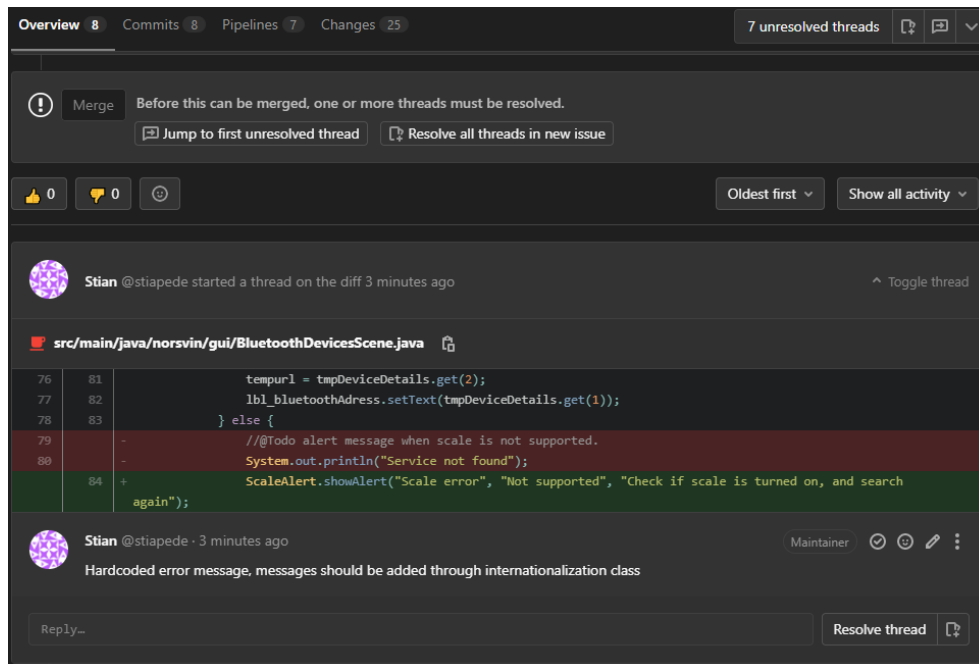 Overview 8 Commits 8 Pipelines 7 Changes 25 7 unresolved threads
Merge Before this can be merged, one or more threads must be resolved.
Jump to first unresolved thread Resolve all threads in new issue
0 0 Oldest first Show all activity
Stian @stiapede started a thread on the diff 3 minutes ago Toggle thread
src/main/java/norsvin/gui/BluetoothDevicesScene.java
76 81 tempurl = tmpDeviceDetails.get(2);
77 82 lbl_bluetoothAdress.setText(tmpDeviceDetails.get(1));
78 83 } else {
79 - //@Todo alert message when scale is not supported.
80 - System.out.println("Service not found");
84 + ScaleAlert.showAlert("Scale error", "Not supported", "Check if scale is turned on, and search
again");
Stian @stiapede · 3 minutes ago Maintainer
Hardcoded error message, messages should be added through internationalization class
Reply… Resolve thread